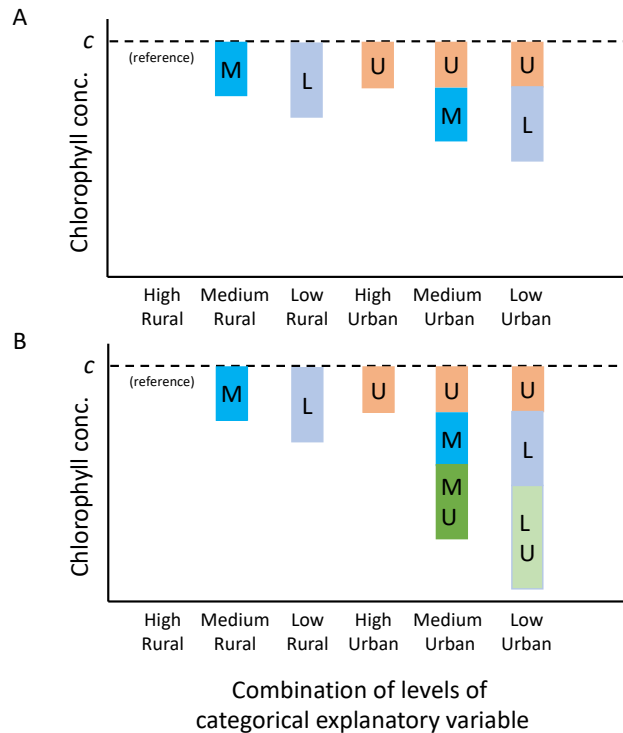 A
c
(reference)
M
L
U
U
M
U
L
Chlorophyll conc.
High Rural
Medium Rural
Low Rural
High Urban
Medium Urban
Low Urban
B
c
(reference)
M
L
U
U
M
M
U
U
L
L
U
Chlorophyll conc.
High Rural
Medium Rural
Low Rural
High Urban
Medium Urban
Low Urban
Combination of levels of
categorical explanatory variable